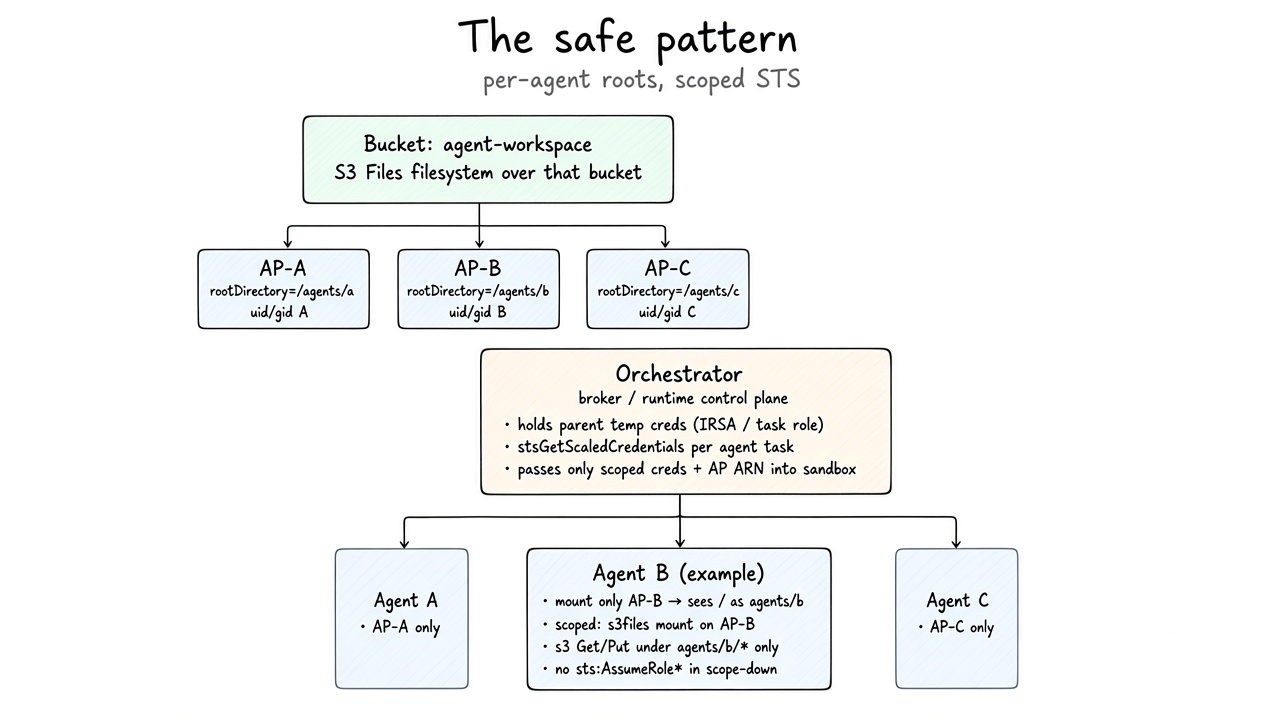 The safe pattern
per-agent roots, scoped STS
Bucket: agent-workspace
S3 Files filesystem over that bucket
AP-A
rootDirectory=/agents/a
uid/gid A
AP-B
rootDirectory=/agents/b
uid/gid B
AP-C
rootDirectory=/agents/c
uid/gid C
Orchestrator
broker / runtime control plane
• holds parent temp creds (IRSA / task role)
• stsGetScaledCredentials per agent task
• passes only scoped creds + AP ARN into sandbox
Agent A
• AP-A only
Agent B (example)
• mount only AP-B → sees / as agents/b
• scoped: s3files mount on AP-B
• s3 Get/Put under agents/b/* only
• no sts:AssumeRole* in scope-down
Agent C
• AP-C only